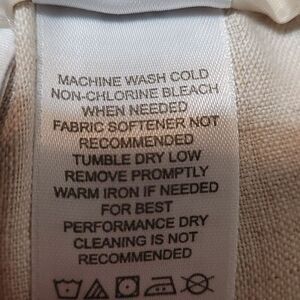 MACHINE WASH COLD
NON-CHLORINE BLEACH
WHEN NEEDED
FABRIC SOFTENER NOT
RECOMMENDED
TUMBLE DRY LOW
REMOVE PROMPTLY
WARM IRON IF NEEDED
FOR BEST
PERFORMANCE DRY
CLEANING IS NOT
RECOMMENDED